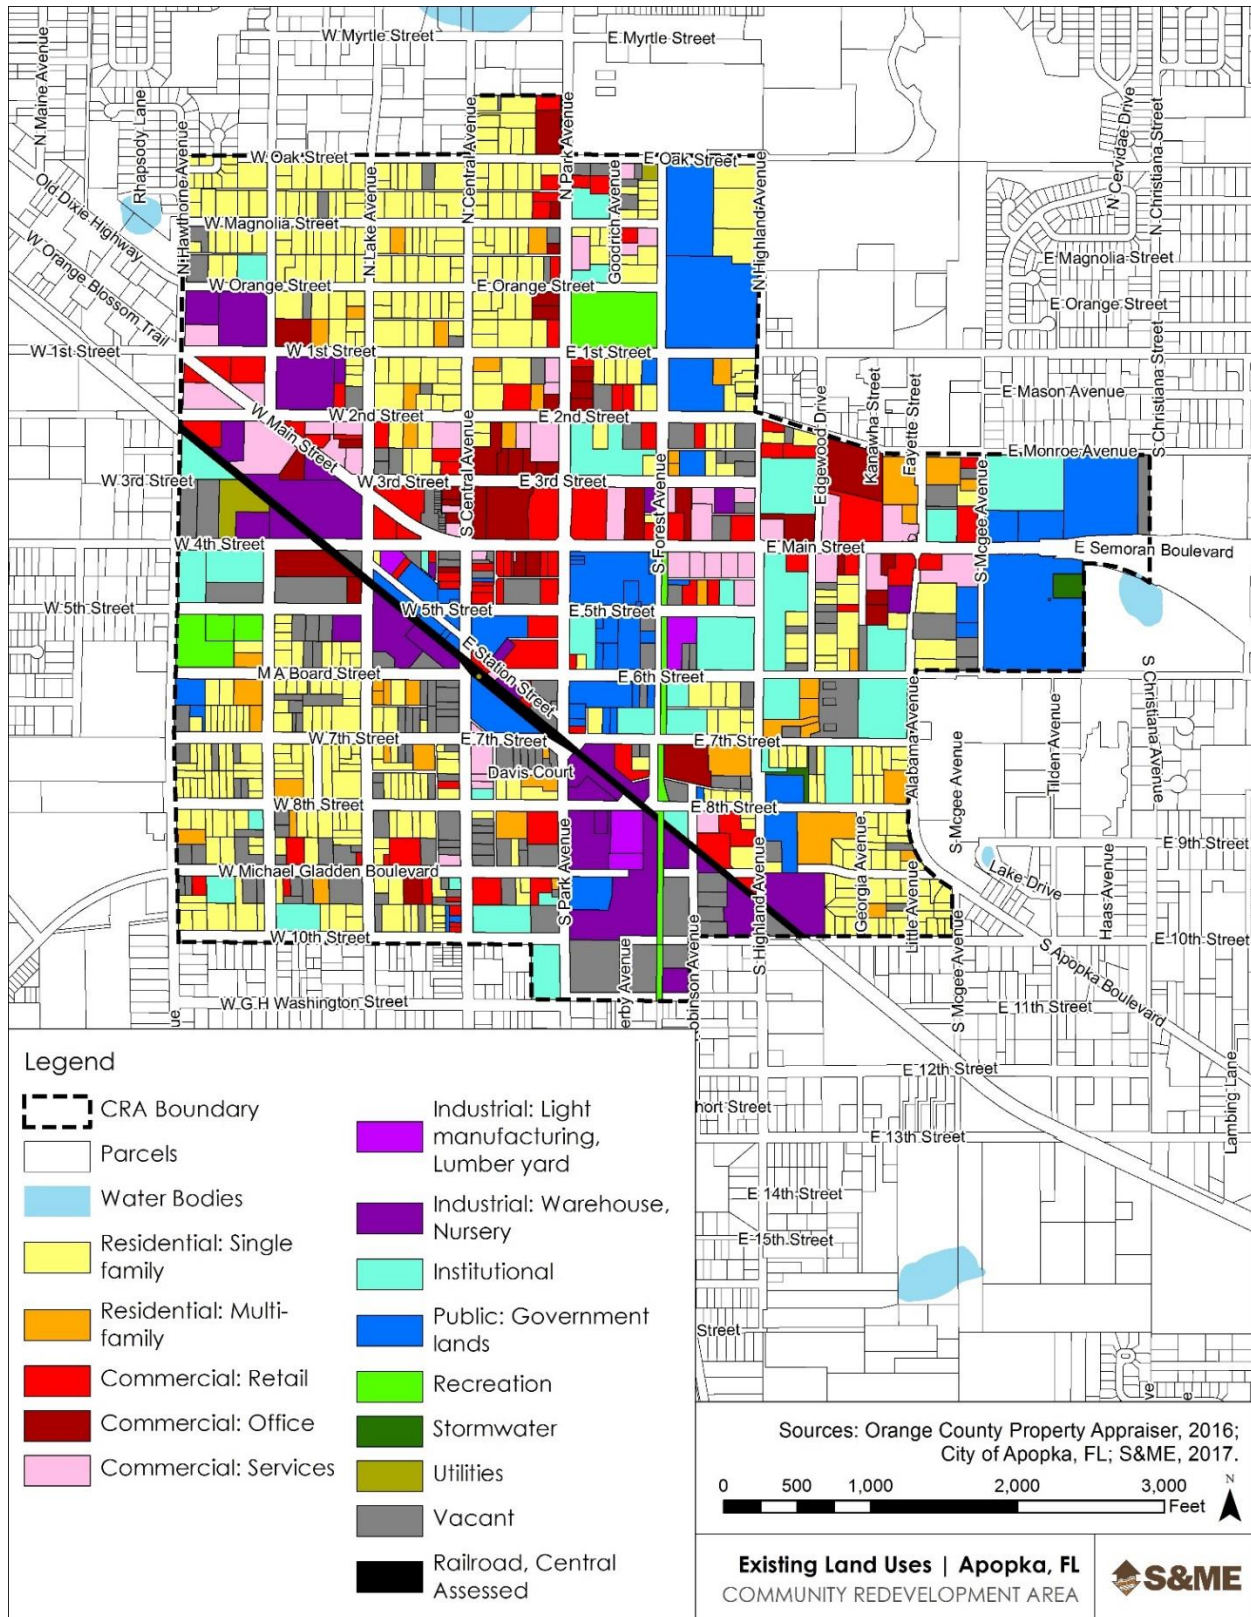 W Myrtle Street
E Myrtle Street
N Maine Avenue
Rhapsody Lane
N Hawthorne Avenue
Old Dixie Highway
W Orange Blossom Trail
N Cervidae Drive
N Christiana Street
N Central Avenue
N Park Avenue
W Oak Street
E Oak Street
N Lake Avenue
Goodrich Avenue
N Highland Avenue
W Magnolia Street
E Magnolia Street
W Orange Street
E Orange Street
E Orange Street
W 1st Street
W 1st Street
E 1st Street
Edgewood Drive
Kanawha Street
Fayette Street
E Mason Avenue
S Christiana Street
W Main Street
W 2nd Street
E 2nd Street
E Monroe Avenue
W 3rd Street
W 3rd Street
E 3rd Street
S Central Avenue
S Forest Avenue
S Mcgee Avenue
W 4th Street
E Main Street
E Semoran Boulevard
W 5th Street
W 5th Street
E 5th Street
E Station Street
M A Board Street
E 6th Street
S Christiana Avenue
Alabama Avenue
S Mcgee Avenue
Tilden Avenue
W 7th Street
E 7th Street
E 7th Street
Davis Court
W 8th Street
E 8th Street
S Park Avenue
S Highland Avenue
Georgia Avenue
Little Avenue
E 9th Street
Lake Drive
Haas Avenue
W Michael Gladden Boulevard
W 10th Street
E 10th Street
S Apopka Boulevard
S Mcgee Avenue
W G H Washington Street
ue
erby Avenue
obinson Avenue
E 11th Street
E 12th Street
hort Street
E 13th Street
Lambing Lane
E 14th Street
E 15th Street
Street
ve
e
Legend
CRA Boundary
Parcels
Water Bodies
Residential: Single
family
Residential: Multi-
family
Commercial: Retail
Commercial: Office
Commercial: Services
Industrial: Light
manufacturing,
Lumber yard
Industrial: Warehouse,
Nursery
Institutional
Public: Government
lands
Recreation
Stormwater
Utilities
Vacant
Railroad, Central
Assessed
Sources: Orange County Property Appraiser, 2016;
City of Apopka, FL; S&ME, 2017.
0 500 1,000 2,000 3,000
Feet
N
Existing Land Uses | Apopka, FL
COMMUNITY REDEVELOPMENT AREA
S&ME